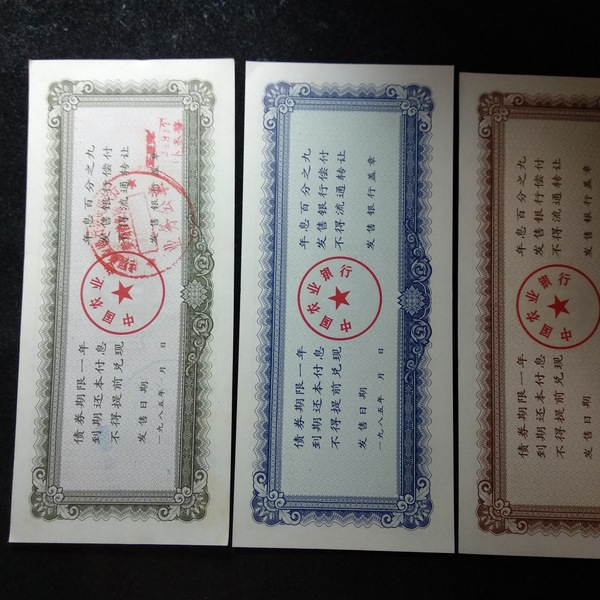 债券期限一年
到期还本付息
不得提前兑现
发售日期
一九八五年 月 日
中国农业银行
年息百分之九
发售银行偿付
不得流通转让
发售银行盖章
业务公章
债券期限一年
到期还本付息
不得提前兑现
发售日期
一九八五年 月 日
中国农业银行
年息百分之九
发售银行偿付
不得流通转让
发售银行盖章
债券期限一年
到期还本付息
不得提前兑现
发售日
中国农业银行
年息百分之九
发售银行偿付
不得流通转让
发售银行盖章